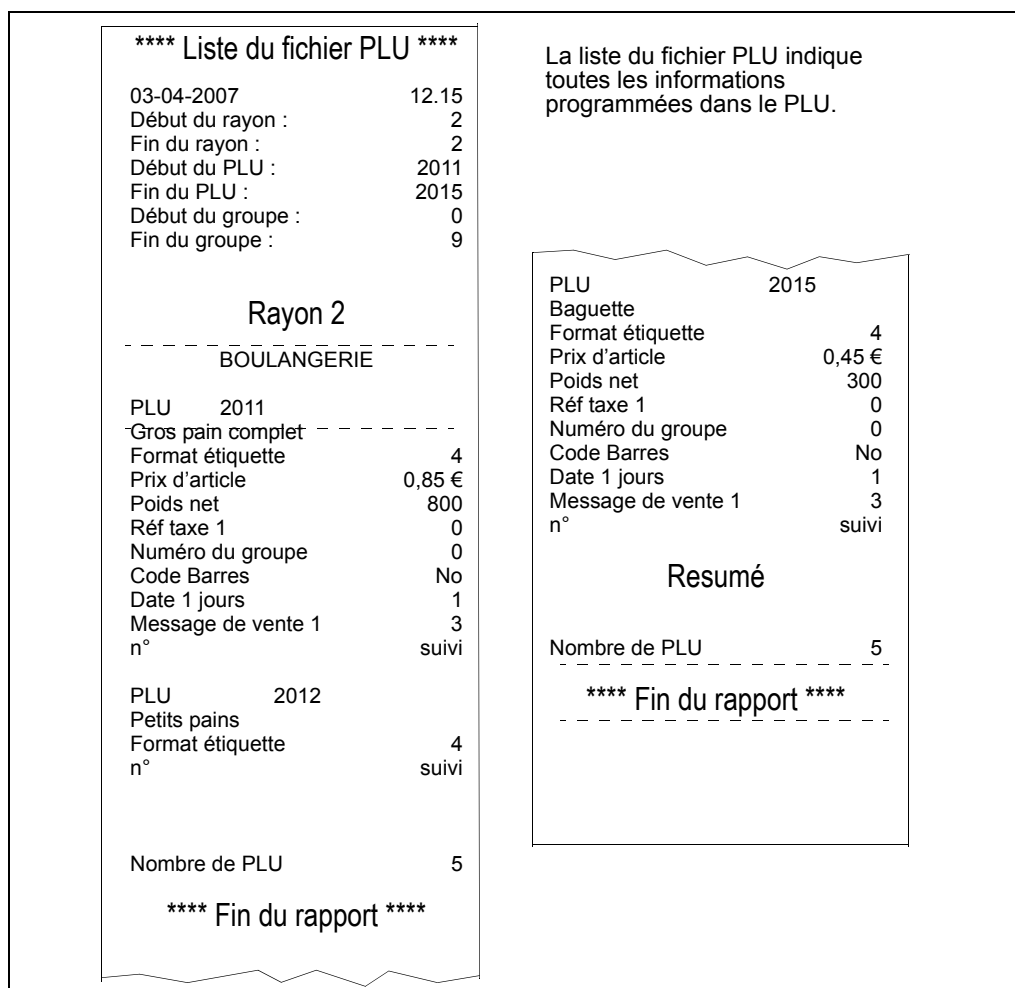 **** Liste du fichier PLU ****
03-04-2007 12.15
Début du rayon : 2
Fin du rayon : 2
Début du PLU : 2011
Fin du PLU : 2015
Début du groupe : 0
Fin du groupe : 9
Rayon 2
BOULANGERIE
PLU 2011
Gros pain complet
Format étiquette 4
Prix d’article 0,85 €
Poids net 800
Réf taxe 1 0
Numéro du groupe 0
Code Barres No
Date 1 jours 1
Message de vente 1 3
n° suivi
PLU 2012
Petits pains
Format étiquette 4
n° suivi
Nombre de PLU 5
**** Fin du rapport ****
La liste du fichier PLU indique
toutes les informations
programmées dans le PLU.
PLU 2015
Baguette
Format étiquette 4
Prix d’article 0,45 €
Poids net 300
Réf taxe 1 0
Numéro du groupe 0
Code Barres No
Date 1 jours 1
Message de vente 1 3
n° suivi
Resumé
Nombre de PLU 5
**** Fin du rapport ****